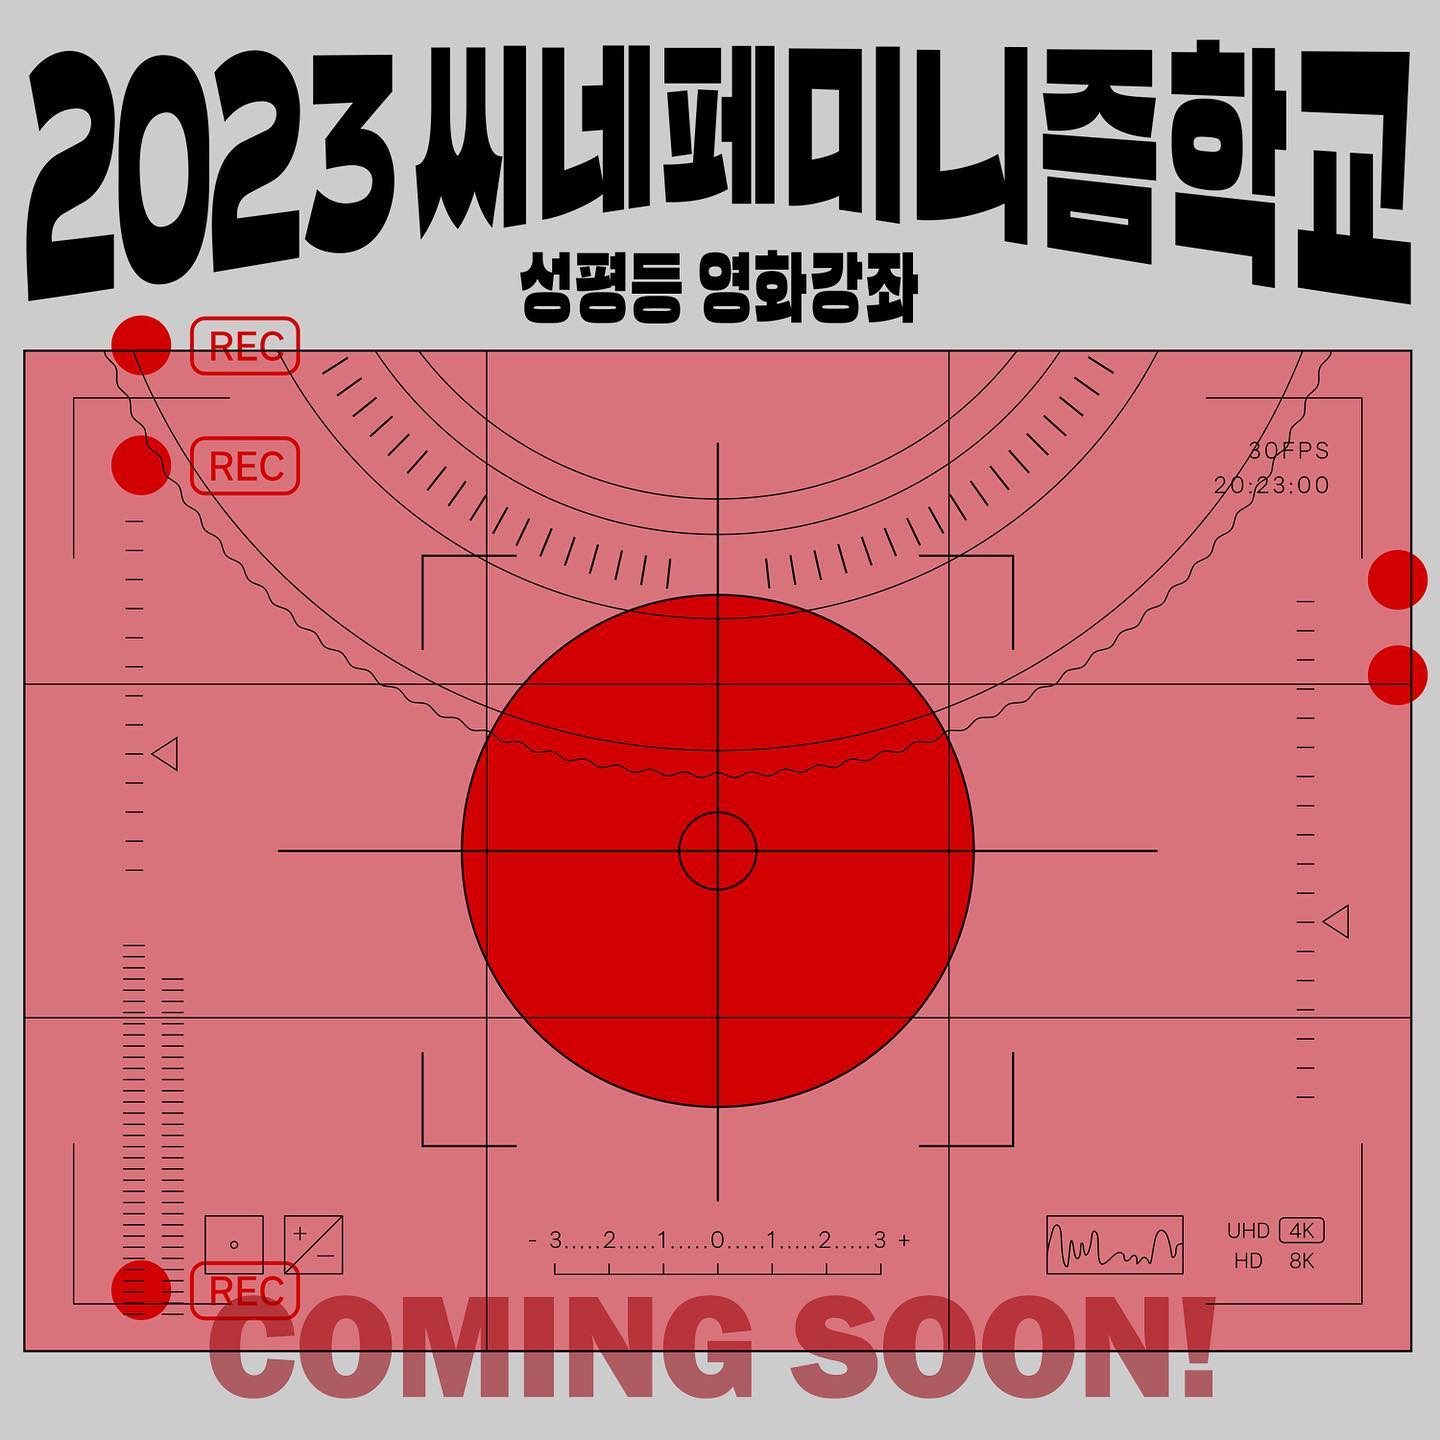 2023 씨네페미니즘학교
성평등 영화강좌
REC
REC
30FPS
20:23:00
- 3.....2.....1.....0.....1.....2.....3 +
UHD 4K
HD 8K
REC
COMING SOON!